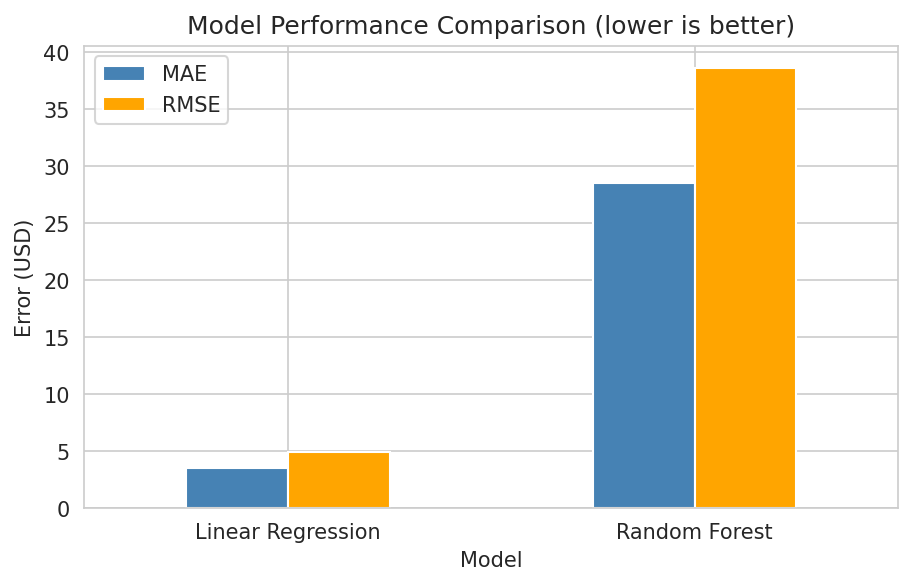 Model Performance Comparison (lower is better)
MAE
RMSE
Error (USD)
40
35
30
25
20
15
10
5
0
Linear Regression
Random Forest
Model